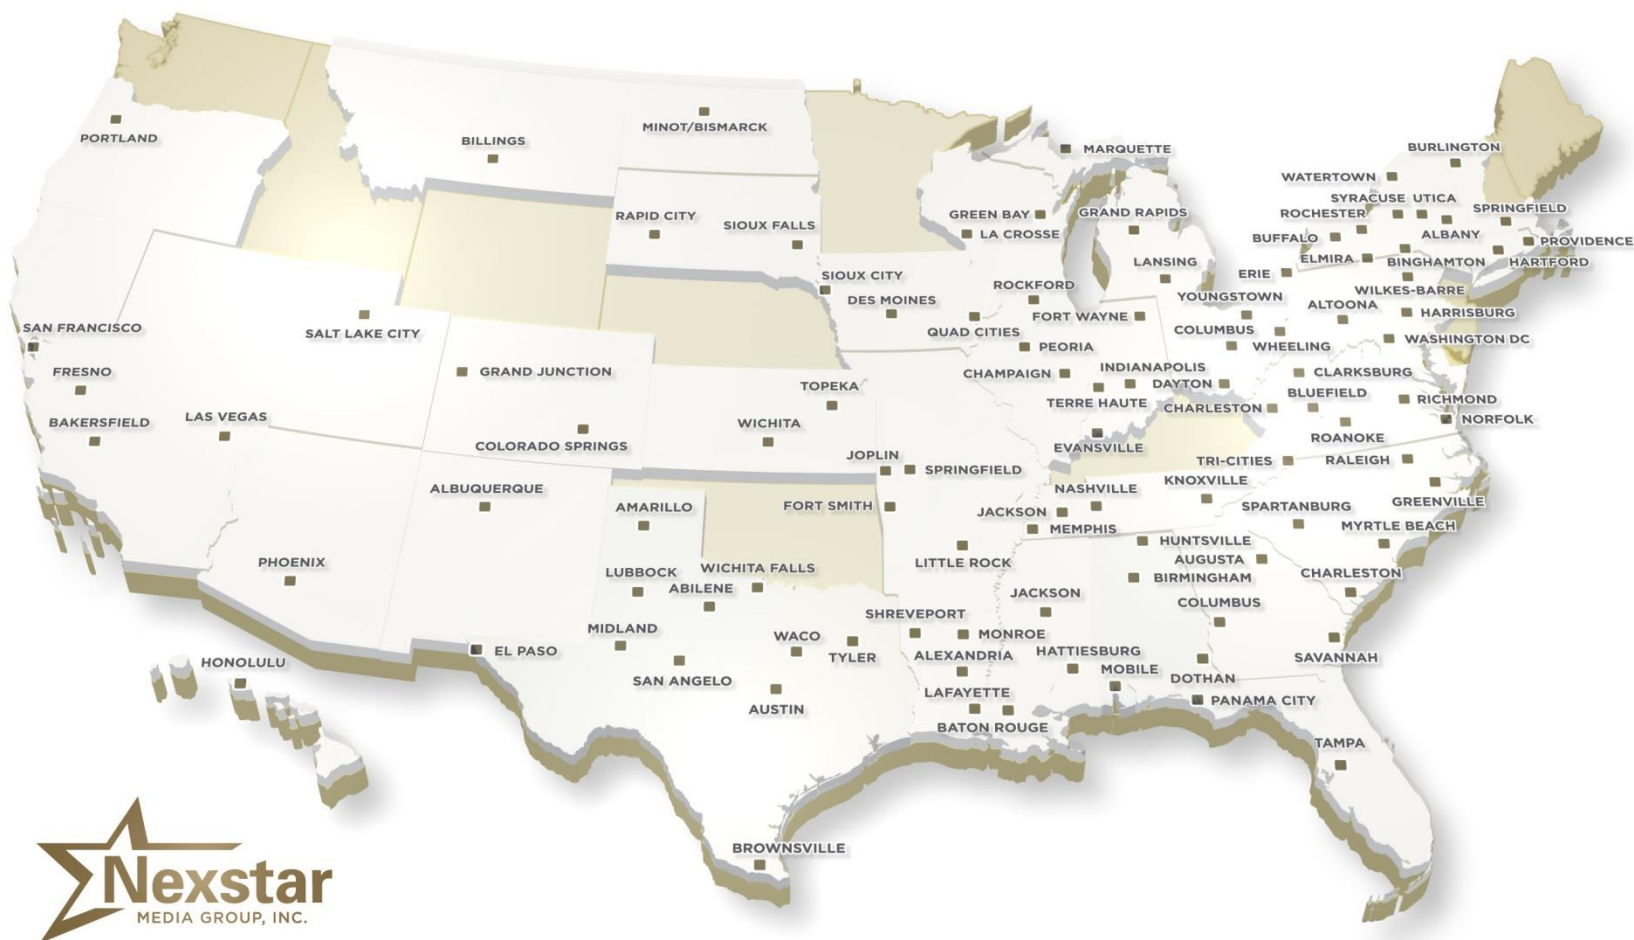 PORTLAND
BILLINGS
MINOT/BISMARCK
MARQUETTE
BURLINGTON
WATERTOWN
SYRACUSE UTICA
SPRINGFIELD
ROCHESTER
RAPID CITY
SIOUX FALLS
GREEN BAY
GRAND RAPIDS
LA CROSSE
BUFFALO
ALBANY
PROVIDENCE
ELMIRA
BINGHAMTON
HARTFORD
LANSING
ERIE
SIOUX CITY
DES MOINES
ROCKFORD
YOUNGSTOWN
WILKES-BARRE
ALTOONA
HARRISBURG
FORT WAYNE
QUAD CITIES
COLUMBUS
WHEELING
WASHINGTON DC
SAN FRANCISCO
SALT LAKE CITY
PEORIA
FRESNO
GRAND JUNCTION
CHAMPAIGN
INDIANAPOLIS
DAYTON
CLARKSBURG
TOPEKA
TERRE HAUTE
CHARLESTON
BLUEFIELD
RICHMOND
BAKERSFIELD
LAS VEGAS
WICHITA
NORFOLK
COLORADO SPRINGS
EVANSVILLE
ROANOKE
JOPLIN
SPRINGFIELD
TRI-CITIES
RALEIGH
ALBUQUERQUE
NASHVILLE
KNOXVILLE
AMARILLO
FORT SMITH
JACKSON
SPARTANBURG
GREENVILLE
MEMPHIS
MYRTLE BEACH
HUNTSVILLE
PHOENIX
LITTLE ROCK
AUGUSTA
LUBBOCK
WICHITA FALLS
BIRMINGHAM
CHARLESTON
ABILENE
JACKSON
COLUMBUS
SHREVEPORT
MIDLAND
WACO
MONROE
EL PASO
TYLER
ALEXANDRIA
HATTIESBURG
SAVANNAH
HONOLULU
SAN ANGELO
MOBILE
DOTHAN
LAFAYETTE
PANAMA CITY
AUSTIN
BATON ROUGE
TAMPA
BROWNSVILLE
Nexstar
MEDIA GROUP, INC.